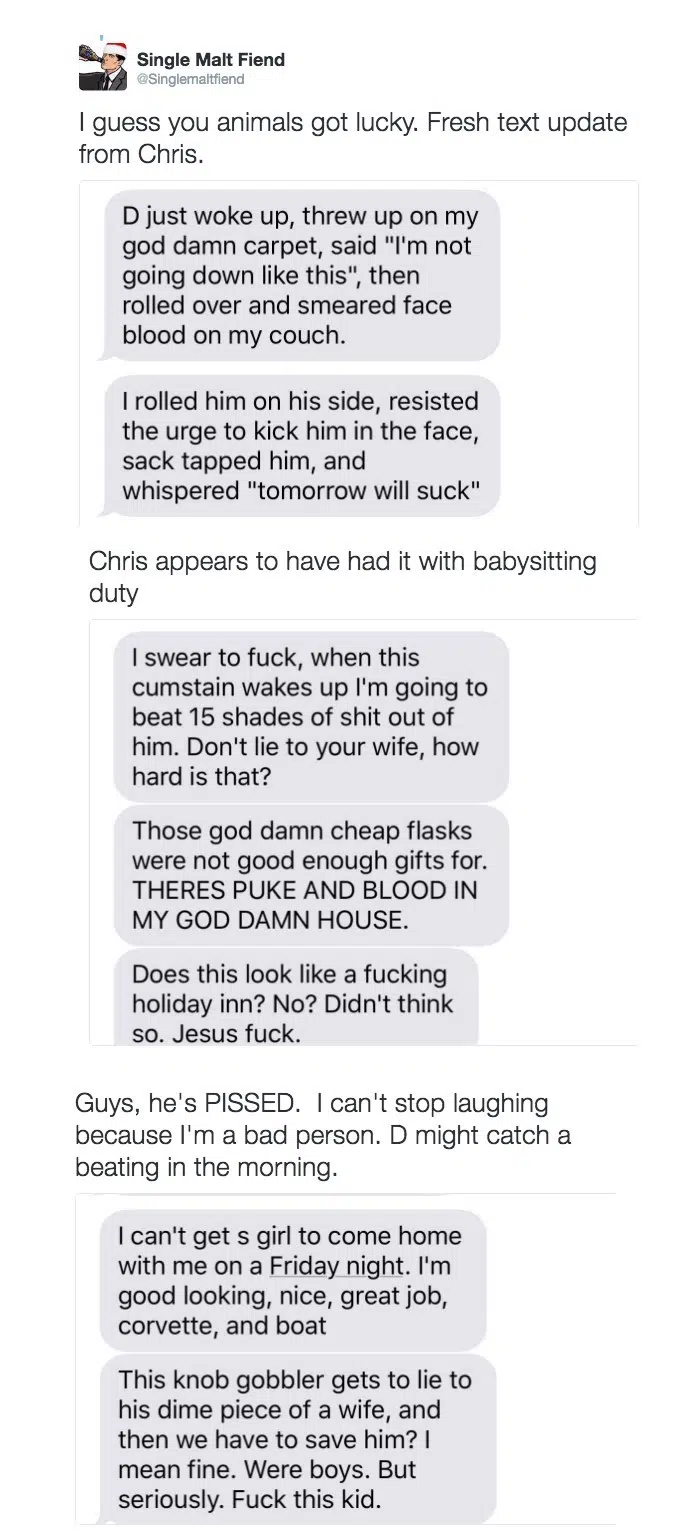 Single Malt Fiend
@Singlemaltfiend
I guess you animals got lucky. Fresh text update
from Chris.
D just woke up, threw up on my
god damn carpet, said "I'm not
going down like this", then
rolled over and smeared face
blood on my couch.
I rolled him on his side, resisted
the urge to kick him in the face,
sack tapped him, and
whispered "tomorrow will suck"
Chris appears to have had it with babysitting
duty
I swear to fuck, when this
cumstain wakes up I'm going to
beat 15 shades of shit out of
him. Don't lie to your wife, how
hard is that?
Those god damn cheap flasks
were not good enough gifts for.
THERES PUKE AND BLOOD IN
MY GOD DAMN HOUSE.
Does this look like a fucking
holiday inn? No? Didn't think
so. Jesus fuck.
Guys, he's PISSED.  I can't stop laughing
because I'm a bad person. D might catch a
beating in the morning.
I can't get s girl to come home
with me on a Friday night. I'm
good looking, nice, great job,
corvette, and boat
This knob gobbler gets to lie to
his dime piece of a wife, and
then we have to save him? I
mean fine. Were boys. But
seriously. Fuck this kid.